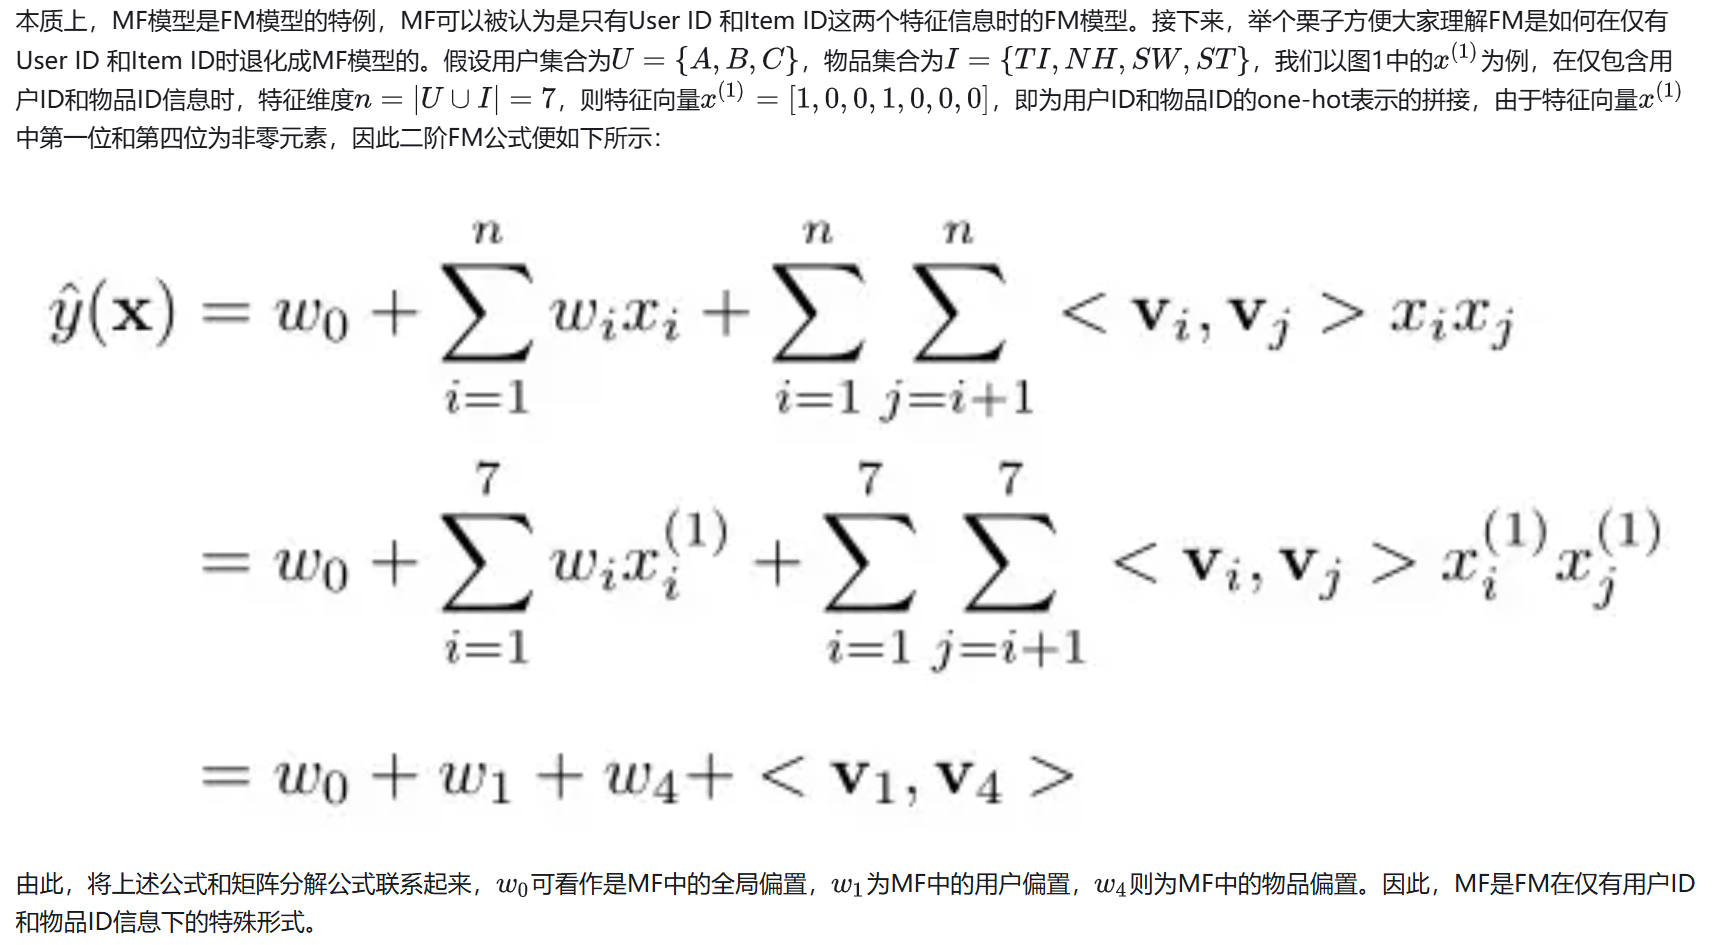 本质上，MF模型是FM模型的特例，MF可以被认为是只有User ID 和Item ID这两个特征信息时的FM模型。接下来，举个栗子方便大家理解FM是如何在仅有
User ID 和Item ID时退化成MF模型的。假设用户集合为$U = \{A, B, C\}$，物品集合为$I = \{TI, NH, SW, ST\}$，我们以图1中的$x^{(1)}$为例，在仅包含用
户ID和物品ID信息时，特征维度$n = |U \cup I| = 7$，则特征向量$x^{(1)} = [1, 0, 0, 1, 0, 0, 0]$，即为用户ID和物品ID的one-hot表示的拼接，由于特征向量$x^{(1)}$
中第一位和第四位为非零元素，因此二阶FM公式便如下所示：
$\hat{y}(\mathbf{x}) = w_0 + \sum_{i=1}^{n} w_i x_i + \sum_{i=1}^{n} \sum_{j=i+1}^{n} < \mathbf{v}_i, \mathbf{v}_j > x_i x_j$
$= w_0 + \sum_{i=1}^{7} w_i x_i^{(1)} + \sum_{i=1}^{7} \sum_{j=i+1}^{7} < \mathbf{v}_i, \mathbf{v}_j > x_i^{(1)} x_j^{(1)}$
$= w_0 + w_1 + w_4 + < \mathbf{v}_1, \mathbf{v}_4 >$
由此，将上述公式和矩阵分解公式联系起来，$w_0$可看作是MF中的全局偏置，$w_1$为MF中的用户偏置，$w_4$则为MF中的物品偏置。因此，MF是FM在仅有用户ID
和物品ID信息下的特殊形式。